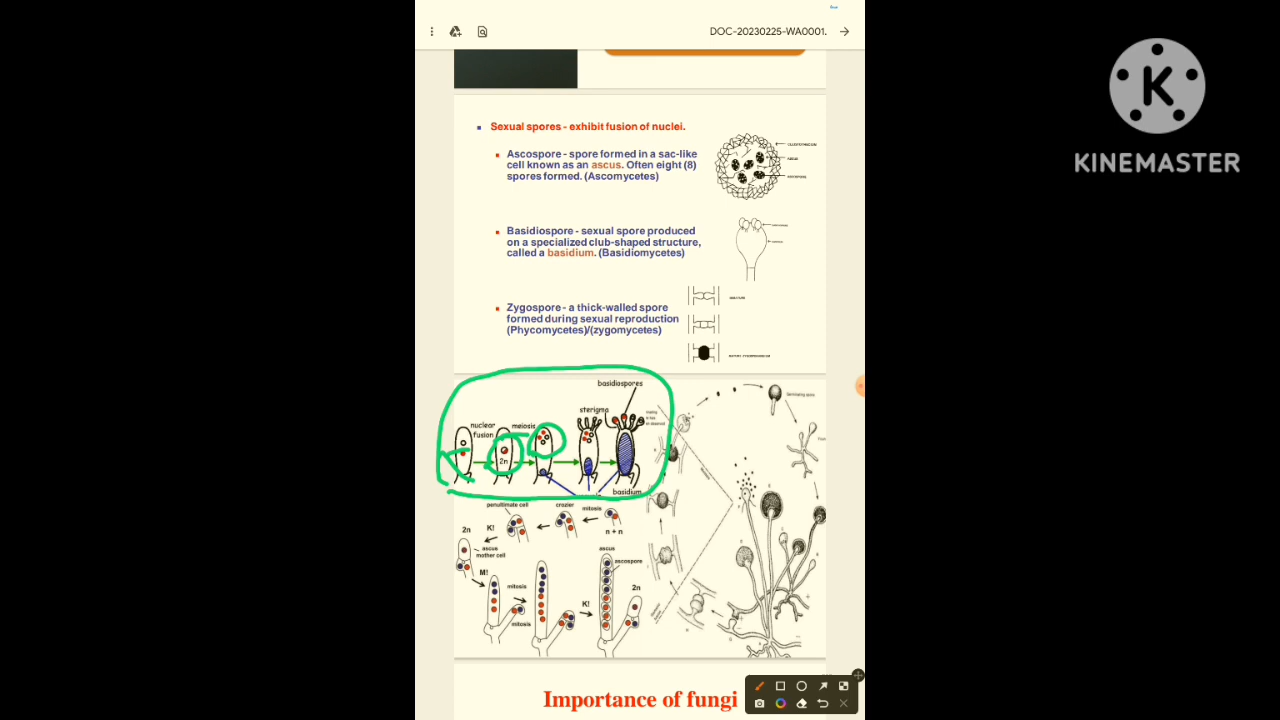 DOC-20230225-WA0001.
KINEMASTER
Sexual spores - exhibit fusion of nuclei.
Ascospore - spore formed in a sac-like
cell known as an ascus. Often eight (8)
spores formed. (Ascomycetes)
Basidiospore - sexual spore produced
on a specialized club-shaped structure,
called a basidium. (Basidiomycetes)
Zygospore - a thick-walled spore
formed during sexual reproduction
(Phycomycetes)/(zygomycetes)
basidiospores
sterigma
nuclear
fusion
meiosis
2n
basidium
Germinating spore
penultimate cell
crozier
mitosis
n + n
2n
K!
ascus
mother cell
M!
mitosis
mitosis
ascus
ascospore
K!
2n
Importance of fungi